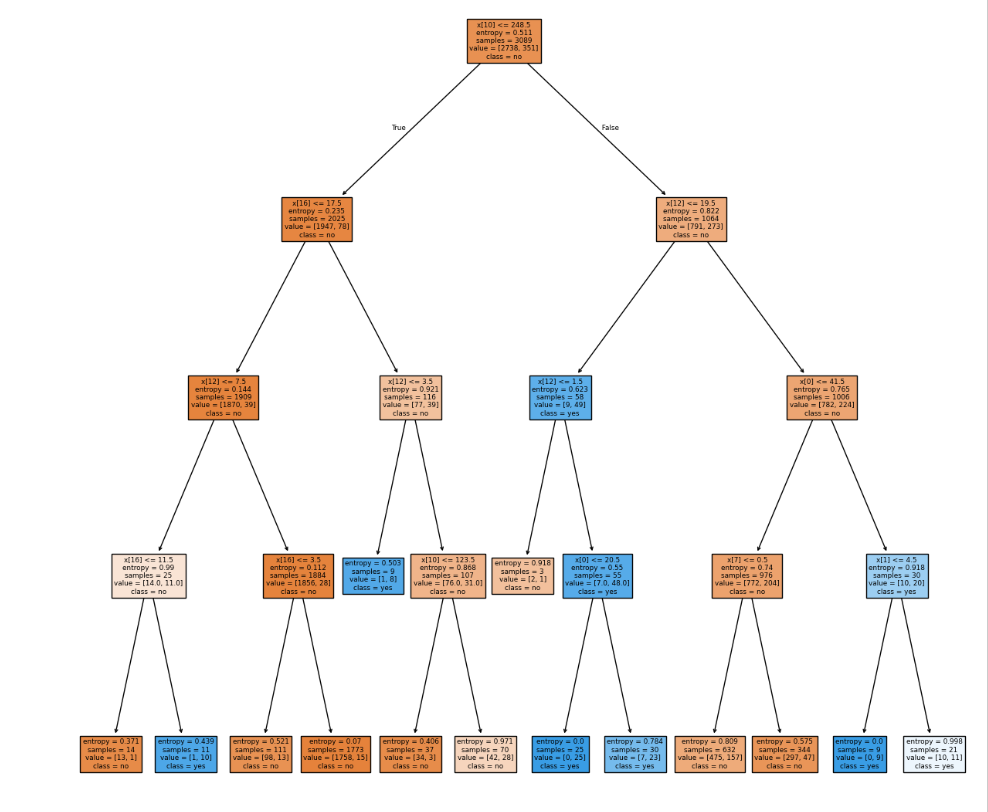 x[10] <= 248.5
entropy = 0.511
samples = 3089
value = [2738, 351]
class = no
True
False
x[16] <= 17.5
entropy = 0.235
samples = 2025
value = [1947, 78]
class = no
x[12] <= 19.5
entropy = 0.822
samples = 1064
value = [791, 273]
class = no
x[12] <= 7.5
entropy = 0.144
samples = 1909
value = [1870, 39]
class = no
x[12] <= 3.5
entropy = 0.921
samples = 116
value = [77, 39]
class = no
x[12] <= 1.5
entropy = 0.623
samples = 58
value = [9, 49]
class = yes
x[0] <= 41.5
entropy = 0.765
samples = 1006
value = [782, 224]
class = no
x[16] <= 11.5
entropy = 0.99
samples = 25
value = [14.0, 11.0]
class = no
x[16] <= 3.5
entropy = 0.112
samples = 1884
value = [1856, 28]
class = no
entropy = 0.503
samples = 9
value = [1, 8]
class = yes
x[10] <= 123.5
entropy = 0.868
samples = 107
value = [76.0, 31.0]
class = no
entropy = 0.918
samples = 3
value = [2, 1]
class = no
x[0] <= 20.5
entropy = 0.55
samples = 55
value = [7.0, 48.0]
class = yes
x[7] <= 0.5
entropy = 0.74
samples = 976
value = [772, 204]
class = no
x[1] <= 4.5
entropy = 0.918
samples = 30
value = [10, 20]
class = yes
entropy = 0.371
samples = 14
value = [13, 1]
class = no
entropy = 0.439
samples = 11
value = [1, 10]
class = yes
entropy = 0.521
samples = 111
value = [98, 13]
class = no
entropy = 0.07
samples = 1773
value = [1758, 15]
class = no
entropy = 0.406
samples = 37
value = [34, 3]
class = no
entropy = 0.971
samples = 70
value = [42, 28]
class = no
entropy = 0.0
samples = 25
value = [0, 25]
class = yes
entropy = 0.784
samples = 30
value = [7, 23]
class = yes
entropy = 0.809
samples = 632
value = [475, 157]
class = no
entropy = 0.575
samples = 344
value = [297, 47]
class = no
entropy = 0.0
samples = 9
value = [0, 9]
class = yes
entropy = 0.998
samples = 21
value = [10, 11]
class = yes